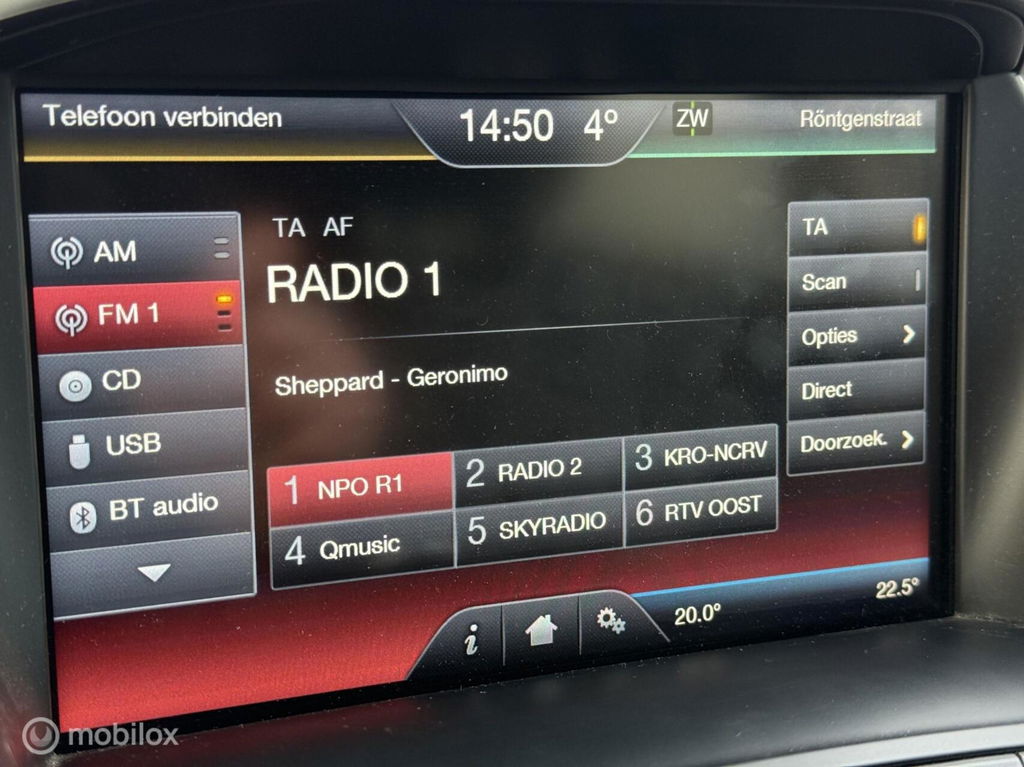 Telefoon verbinden
14:50 4°
ZW
Röntgenstraat
AM
FM 1
CD
USB
BT audio
TA AF
RADIO 1
Sheppard - Geronimo
1 NPO R1
2 RADIO 2
3 KRO-NCRV
4 Qmusic
5 SKYRADIO
6 RTV OOST
TA
Scan
Opties
Direct
Doorzoek.
i
20.0°
22.5°
mobilox